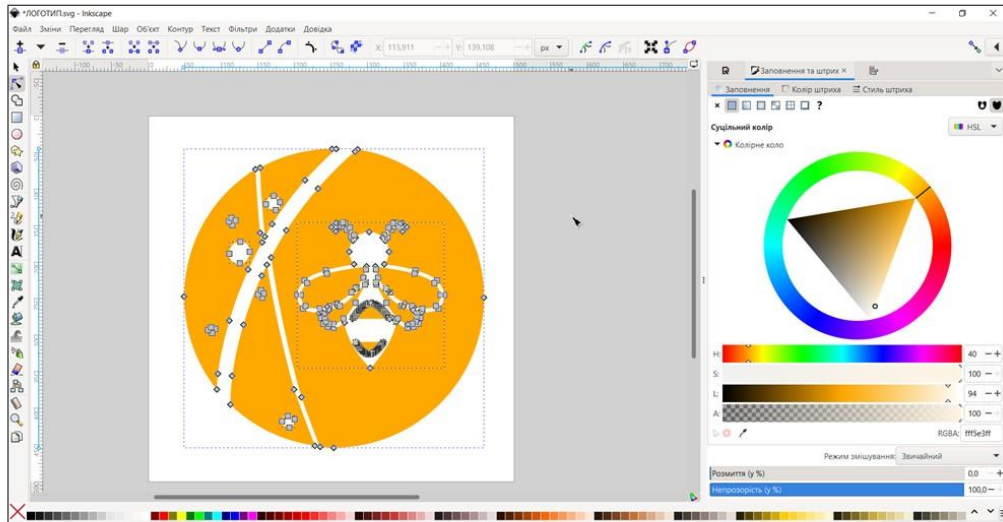 *ЛОГОТИП.svg - Inkscape
Файл Зміни Перегляд Шар Об'єкт Контур Текст Фільтри Додатки Довідка
X: 113,911 Y: 139,108 px
Заповнення та штрих
Заповнення Колір штриха Стиль штриха
?
Суцільний колір HSL
Колірне коло
H: 40
S: 100
L: 94
A: 100
RGBA: fff5e3ff
Режим змішування: Звичайний
Розмиття (у %) 0,0
Непрозорість (у %) 100,0